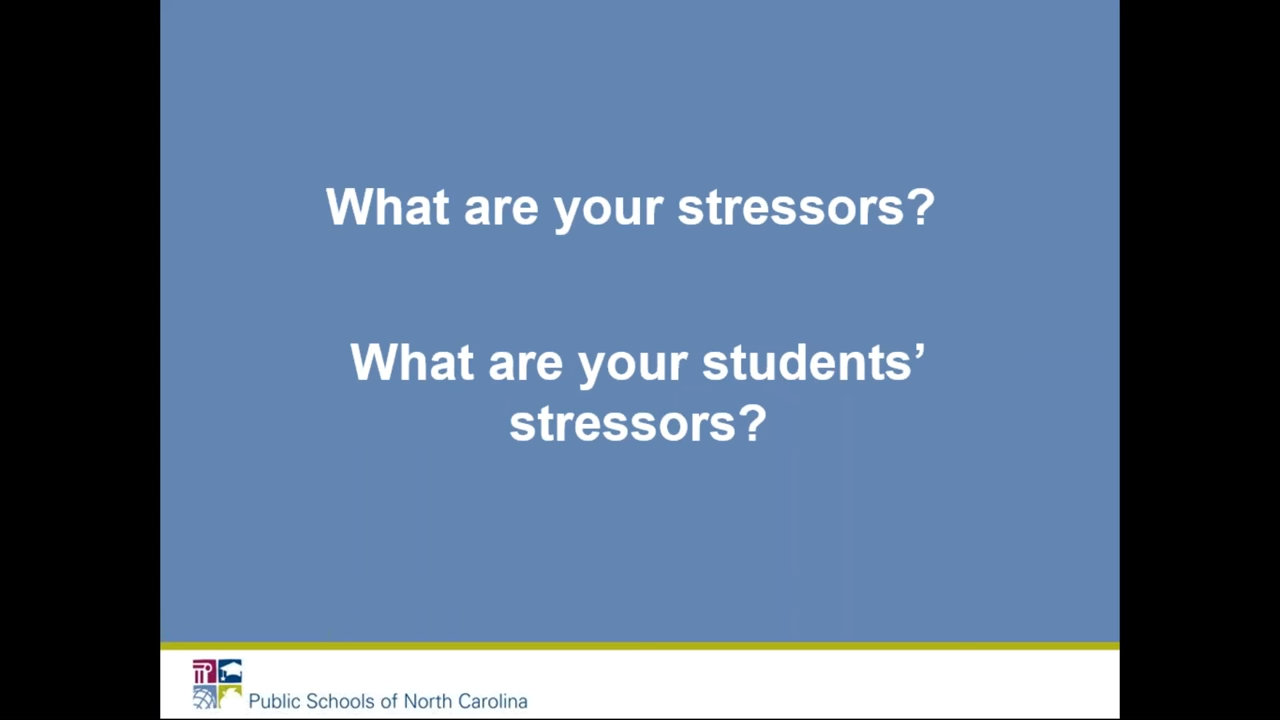 What are your stressors?
What are your students’
stressors?
Public Schools of North Carolina